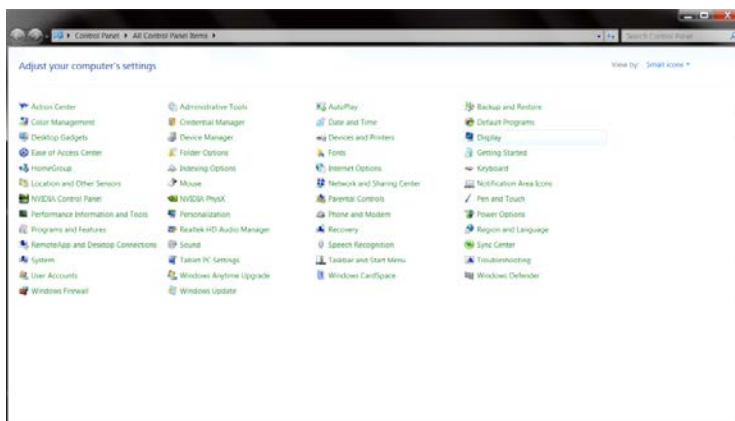 Control Panel ▸ All Control Panel Items ▸ Search Control Panel
Adjust your computer's settings View by: Small icons
Action Center Administrative Tools AutoPlay Backup and Restore
Color Management Credential Manager Date and Time Default Programs
Desktop Gadgets Device Manager Devices and Printers Display
Ease of Access Center Folder Options Fonts Getting Started
HomeGroup Indexing Options Internet Options Keyboard
Location and Other Sensors Mouse Network and Sharing Center Notification Area Icons
NVIDIA Control Panel NVIDIA PhysX Parental Controls Pen and Touch
Performance Information and Tools Personalization Phone and Modem Power Options
Programs and Features Realtek HD Audio Manager Recovery Region and Language
RemoteApp and Desktop Connections Sound Speech Recognition Sync Center
System Tablet PC Settings Taskbar and Start Menu Troubleshooting
User Accounts Windows Anytime Upgrade Windows CardSpace Windows Defender
Windows Firewall Windows Update